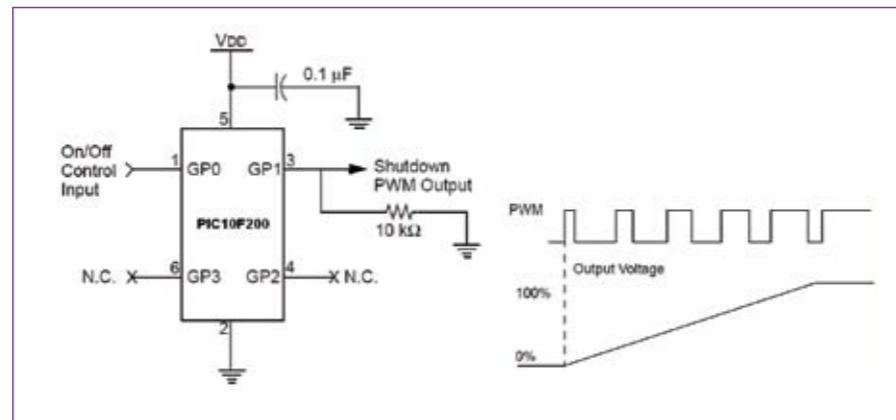 VDD
0.1 µF
5
On/Off
Control
Input
1
GP0
GP1
3
Shutdown
PWM Output
PIC10F200
10 kΩ
N.C.
6
GP3
GP2
4
N.C.
2
PWM
Output Voltage
100%
0%